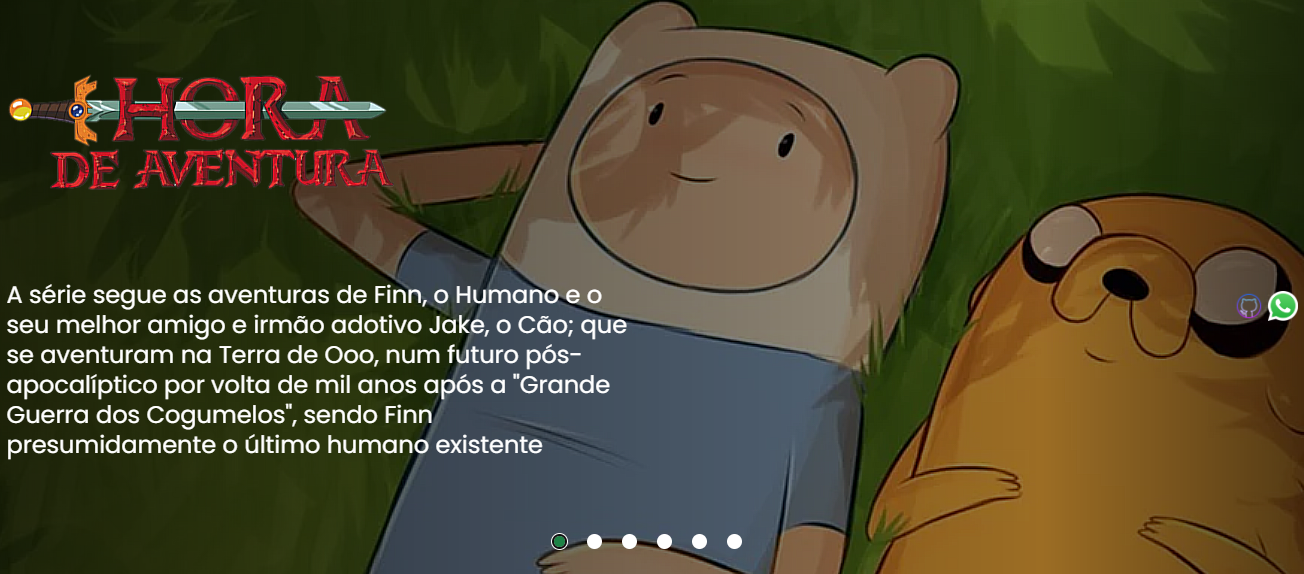 HORA
DE AVENTURA
A série segue as aventuras de Finn, o Humano e o
seu melhor amigo e irmão adotivo Jake, o Cão; que
se aventuram na Terra de Ooo, num futuro pós-
apocalíptico por volta de mil anos após a "Grande
Guerra dos Cogumelos", sendo Finn
presumidamente o último humano existente